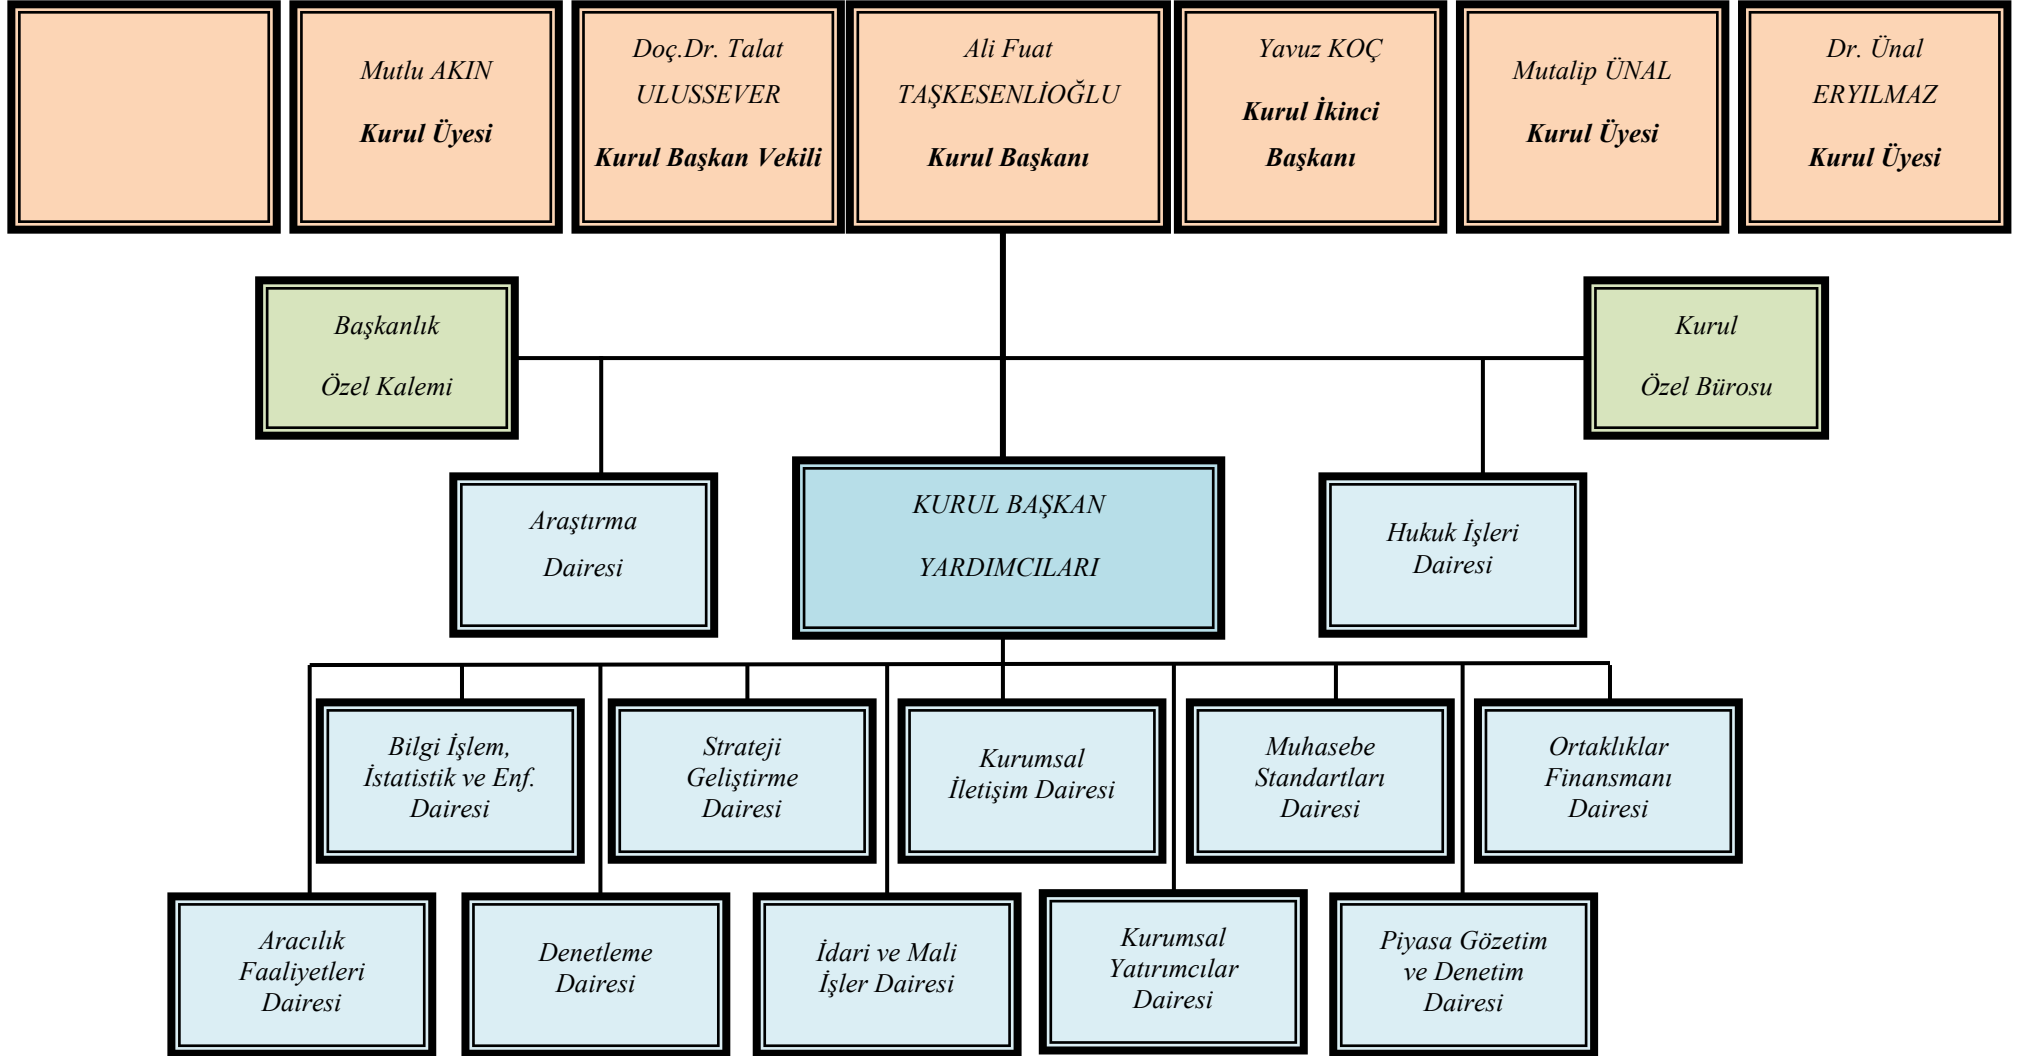 Mutlu AKIN
Kurul Üyesi
Doç.Dr. Talat
ULUSSEVER
Kurul Başkan Vekili
Ali Fuat
TAŞKESENLİOĞLU
Kurul Başkanı
Yavuz KOÇ
Kurul İkinci
Başkanı
Mutalip ÜNAL
Kurul Üyesi
Dr. Ünal
ERYILMAZ
Kurul Üyesi
Başkanlık
Özel Kalemi
Kurul
Özel Bürosu
Araştırma
Dairesi
KURUL BAŞKAN
YARDIMCILARI
Hukuk İşleri
Dairesi
Bilgi İşlem,
İstatistik ve Enf.
Dairesi
Strateji
Geliştirme
Dairesi
Kurumsal
İletişim Dairesi
Muhasebe
Standartları
Dairesi
Ortaklıklar
Finansmanı
Dairesi
Aracılık
Faaliyetleri
Dairesi
Denetleme
Dairesi
İdari ve Mali
İşler Dairesi
Kurumsal
Yatırımcılar
Dairesi
Piyasa Gözetim
ve Denetim
Dairesi